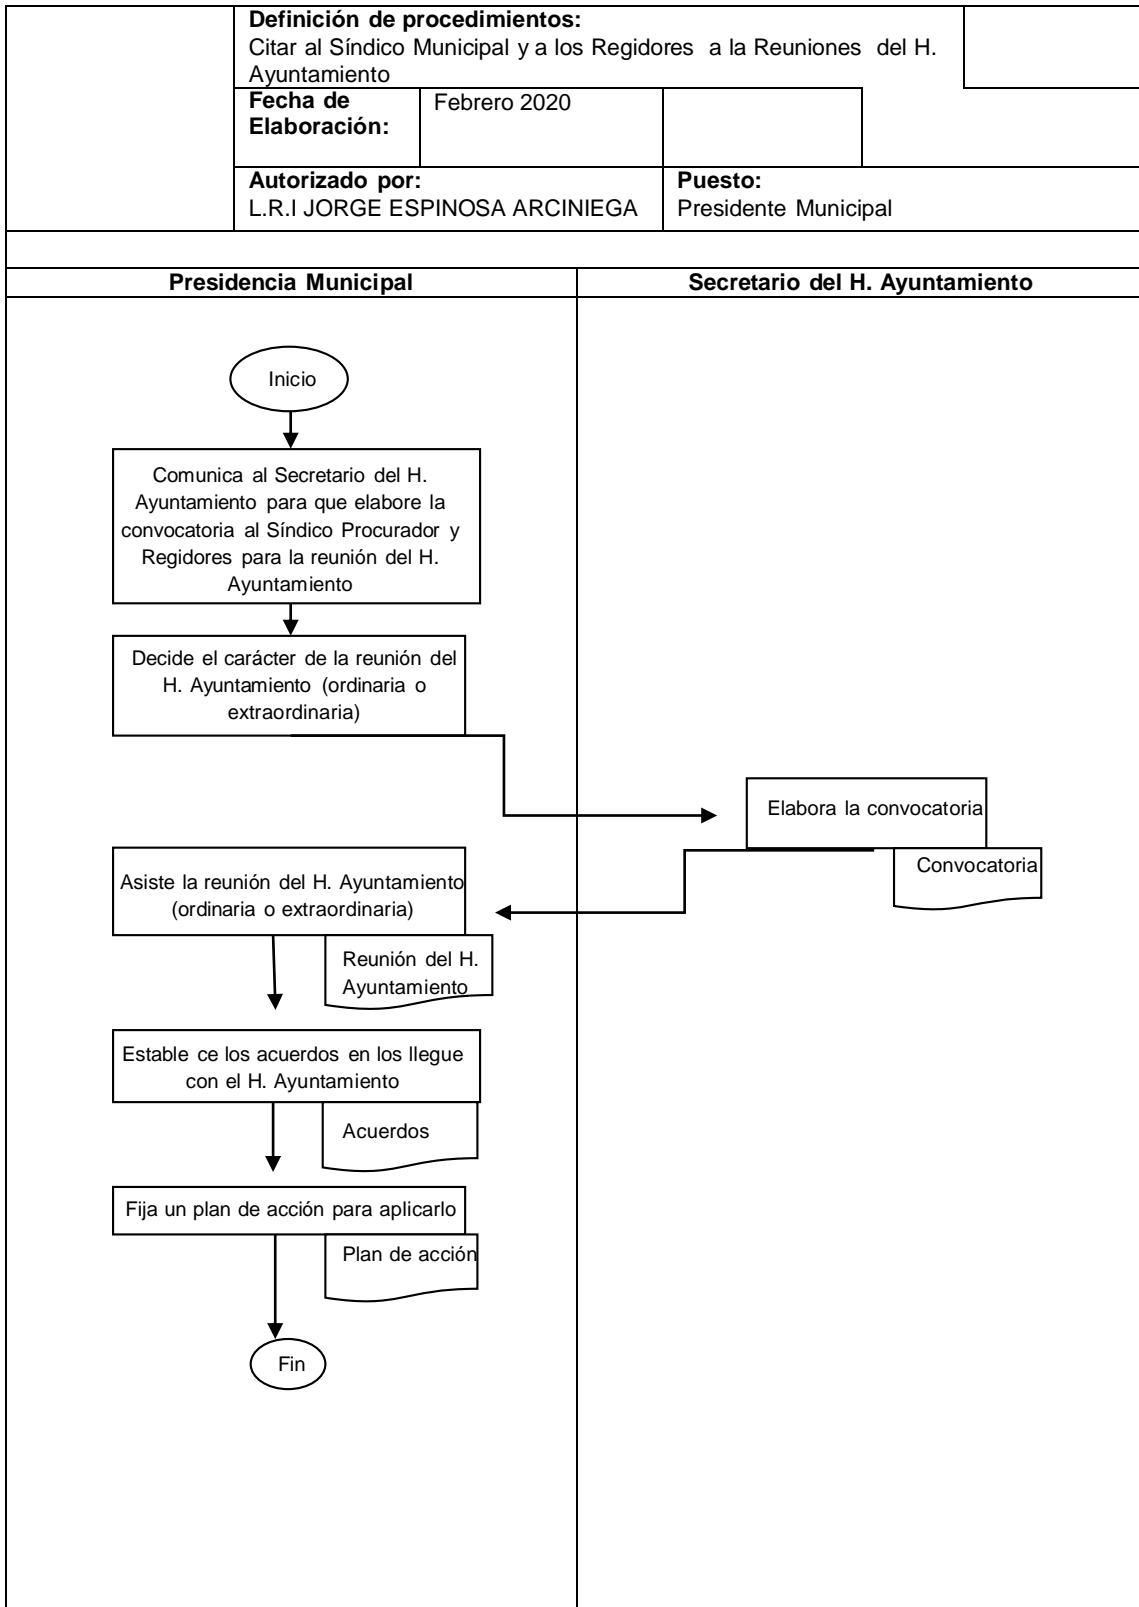 Definición de procedimientos:
Citar al Síndico Municipal y a los Regidores a la Reuniones del H.
Ayuntamiento
Fecha de
Elaboración:
Febrero 2020
Autorizado por:
L.R.I JORGE ESPINOSA ARCINIEGA
Puesto:
Presidente Municipal
Presidencia Municipal
Secretario del H. Ayuntamiento
Inicio
Comunica al Secretario del H.
Ayuntamiento para que elabore la
convocatoria al Síndico Procurador y
Regidores para la reunión del H.
Ayuntamiento
Decide el carácter de la reunión del
H. Ayuntamiento (ordinaria o
extraordinaria)
Elabora la convocatoria
Convocatoria
Asiste la reunión del H. Ayuntamiento
(ordinaria o extraordinaria)
Reunión del H.
Ayuntamiento
Estable ce los acuerdos en los llegue
con el H. Ayuntamiento
Acuerdos
Fija un plan de acción para aplicarlo
Plan de acción
Fin